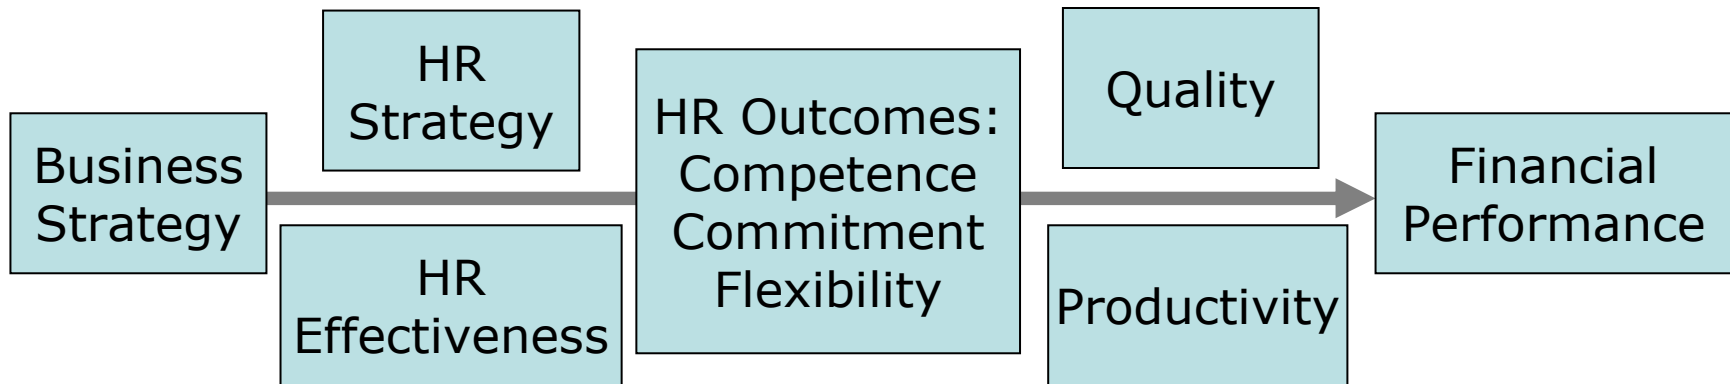 Business
Strategy
HR
Strategy
HR
Effectiveness
HR Outcomes:
Competence
Commitment
Flexibility
Quality
Productivity
Financial
Performance